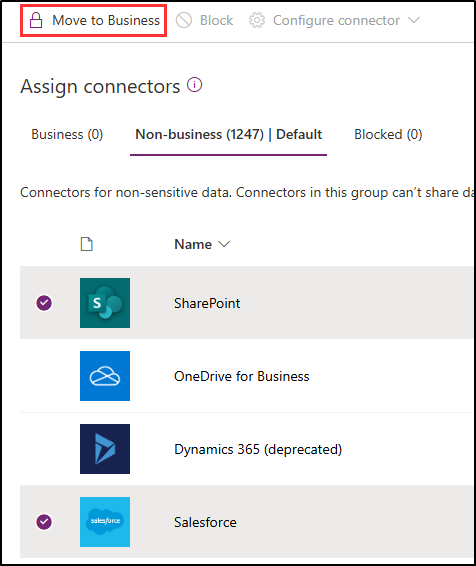 Move to Business Block Configure connector
Assign connectors
Business (0) Non-business (1247) | Default Blocked (0)
Connectors for non-sensitive data. Connectors in this group can't share da
Name
S SharePoint
OneDrive for Business
Dynamics 365 (deprecated)
salesforce Salesforce